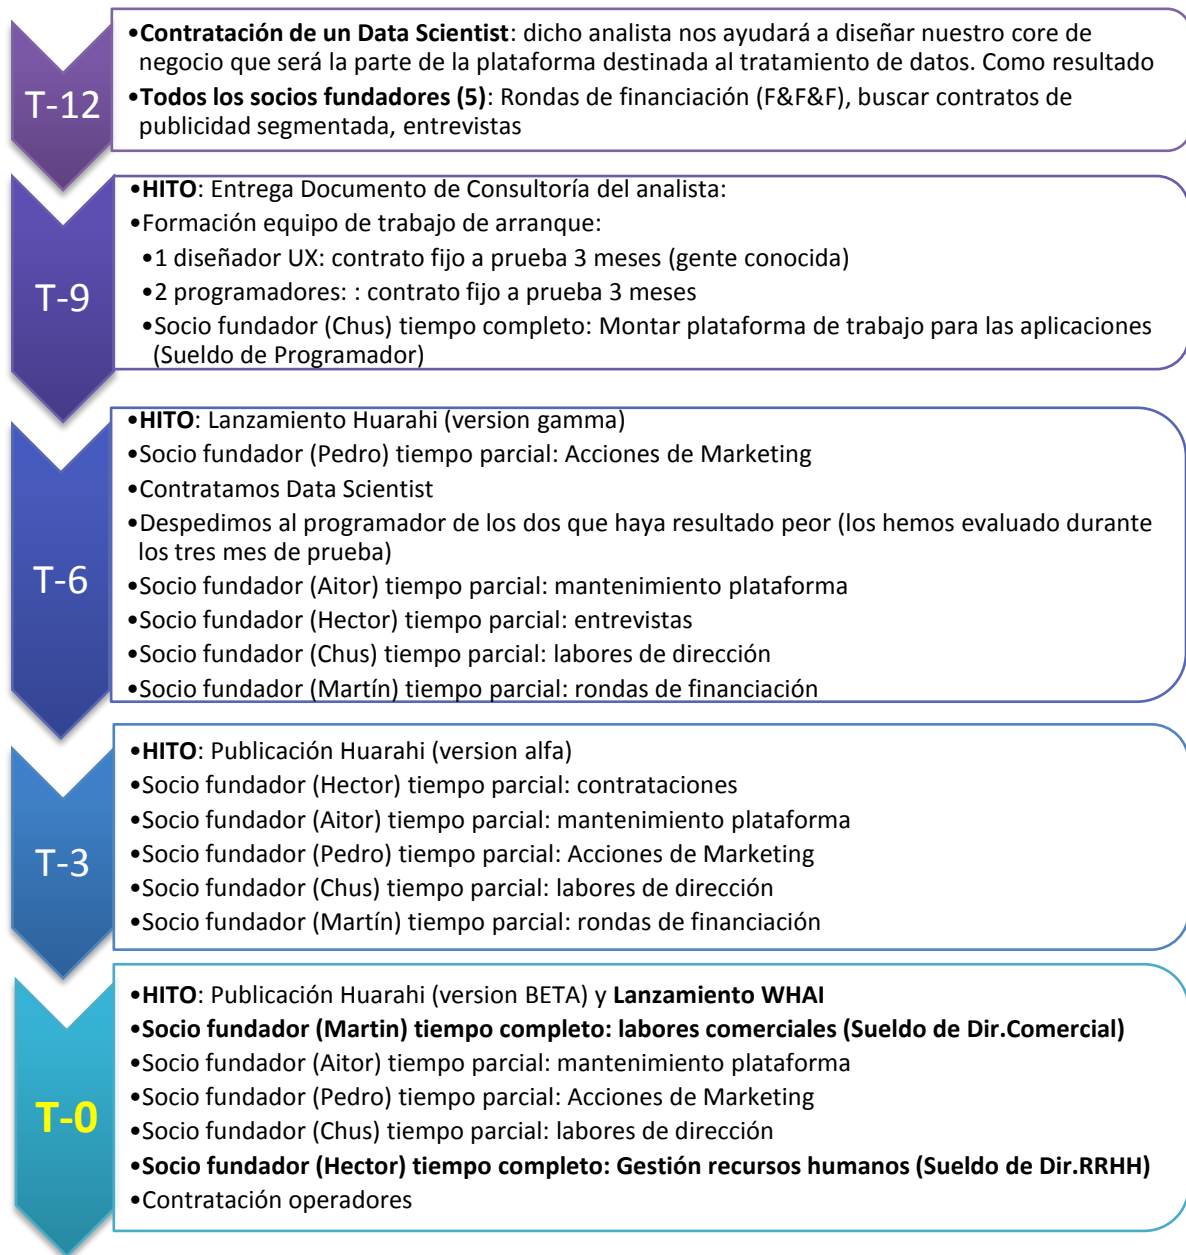 T-12
•Contratación de un Data Scientist: dicho analista nos ayudará a diseñar nuestro core de
negocio que será la parte de la plataforma destinada al tratamiento de datos. Como resultado
•Todos los socios fundadores (5): Rondas de financiación (F&F&F), buscar contratos de
publicidad segmentada, entrevistas
T-9
•HITO: Entrega Documento de Consultoría del analista:
•Formación equipo de trabajo de arranque:
•1 diseñador UX: contrato fijo a prueba 3 meses (gente conocida)
•2 programadores: : contrato fijo a prueba 3 meses
•Socio fundador (Chus) tiempo completo: Montar plataforma de trabajo para las aplicaciones
(Sueldo de Programador)
T-6
•HITO: Lanzamiento Huarahi (version gamma)
•Socio fundador (Pedro) tiempo parcial: Acciones de Marketing
•Contratamos Data Scientist
•Despedimos al programador de los dos que haya resultado peor (los hemos evaluado durante
los tres mes de prueba)
•Socio fundador (Aitor) tiempo parcial: mantenimiento plataforma
•Socio fundador (Hector) tiempo parcial: entrevistas
•Socio fundador (Chus) tiempo parcial: labores de dirección
•Socio fundador (Martín) tiempo parcial: rondas de financiación
T-3
•HITO: Publicación Huarahi (version alfa)
•Socio fundador (Hector) tiempo parcial: contrataciones
•Socio fundador (Aitor) tiempo parcial: mantenimiento plataforma
•Socio fundador (Pedro) tiempo parcial: Acciones de Marketing
•Socio fundador (Chus) tiempo parcial: labores de dirección
•Socio fundador (Martín) tiempo parcial: rondas de financiación
T-0
•HITO: Publicación Huarahi (version BETA) y Lanzamiento WHAI
•Socio fundador (Martin) tiempo completo: labores comerciales (Sueldo de Dir.Comercial)
•Socio fundador (Aitor) tiempo parcial: mantenimiento plataforma
•Socio fundador (Pedro) tiempo parcial: Acciones de Marketing
•Socio fundador (Chus) tiempo parcial: labores de dirección
•Socio fundador (Hector) tiempo completo: Gestión recursos humanos (Sueldo de Dir.RRHH)
•Contratación operadores